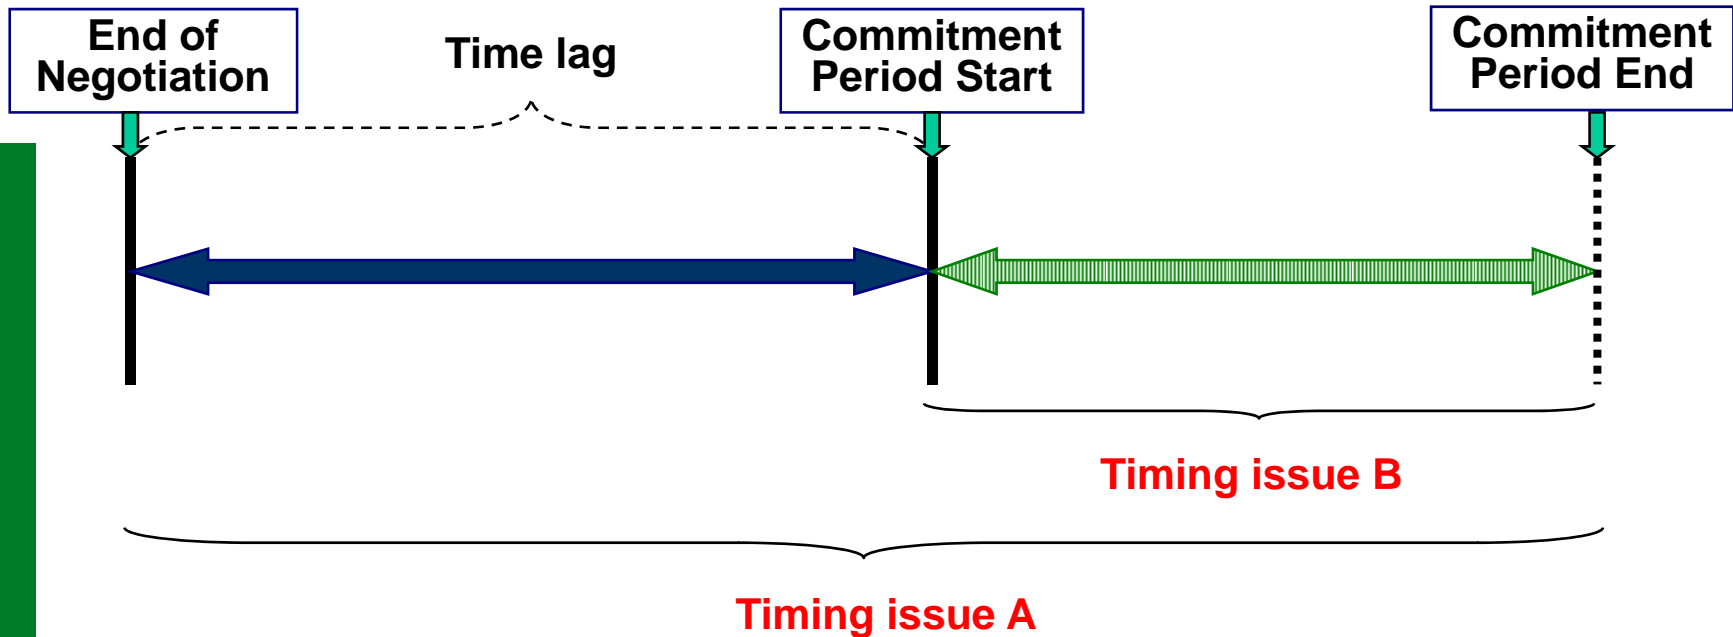 End of
Negotiation
Time lag
Commitment
Period Start
Commitment
Period End
Timing issue B
Timing issue A